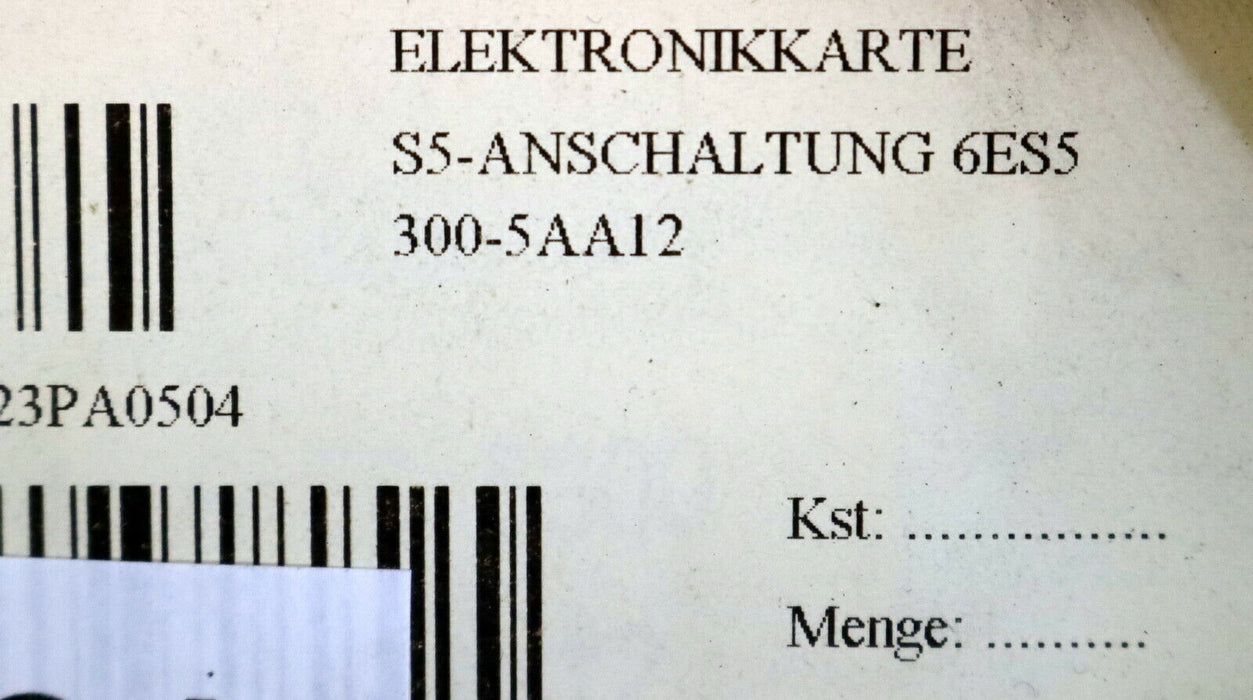 ELEKTRONIKKARTE
S5-ANSCHALTUNG 6ES5
300-5AA12
23PA0504
Kst: ................
Menge: ..........